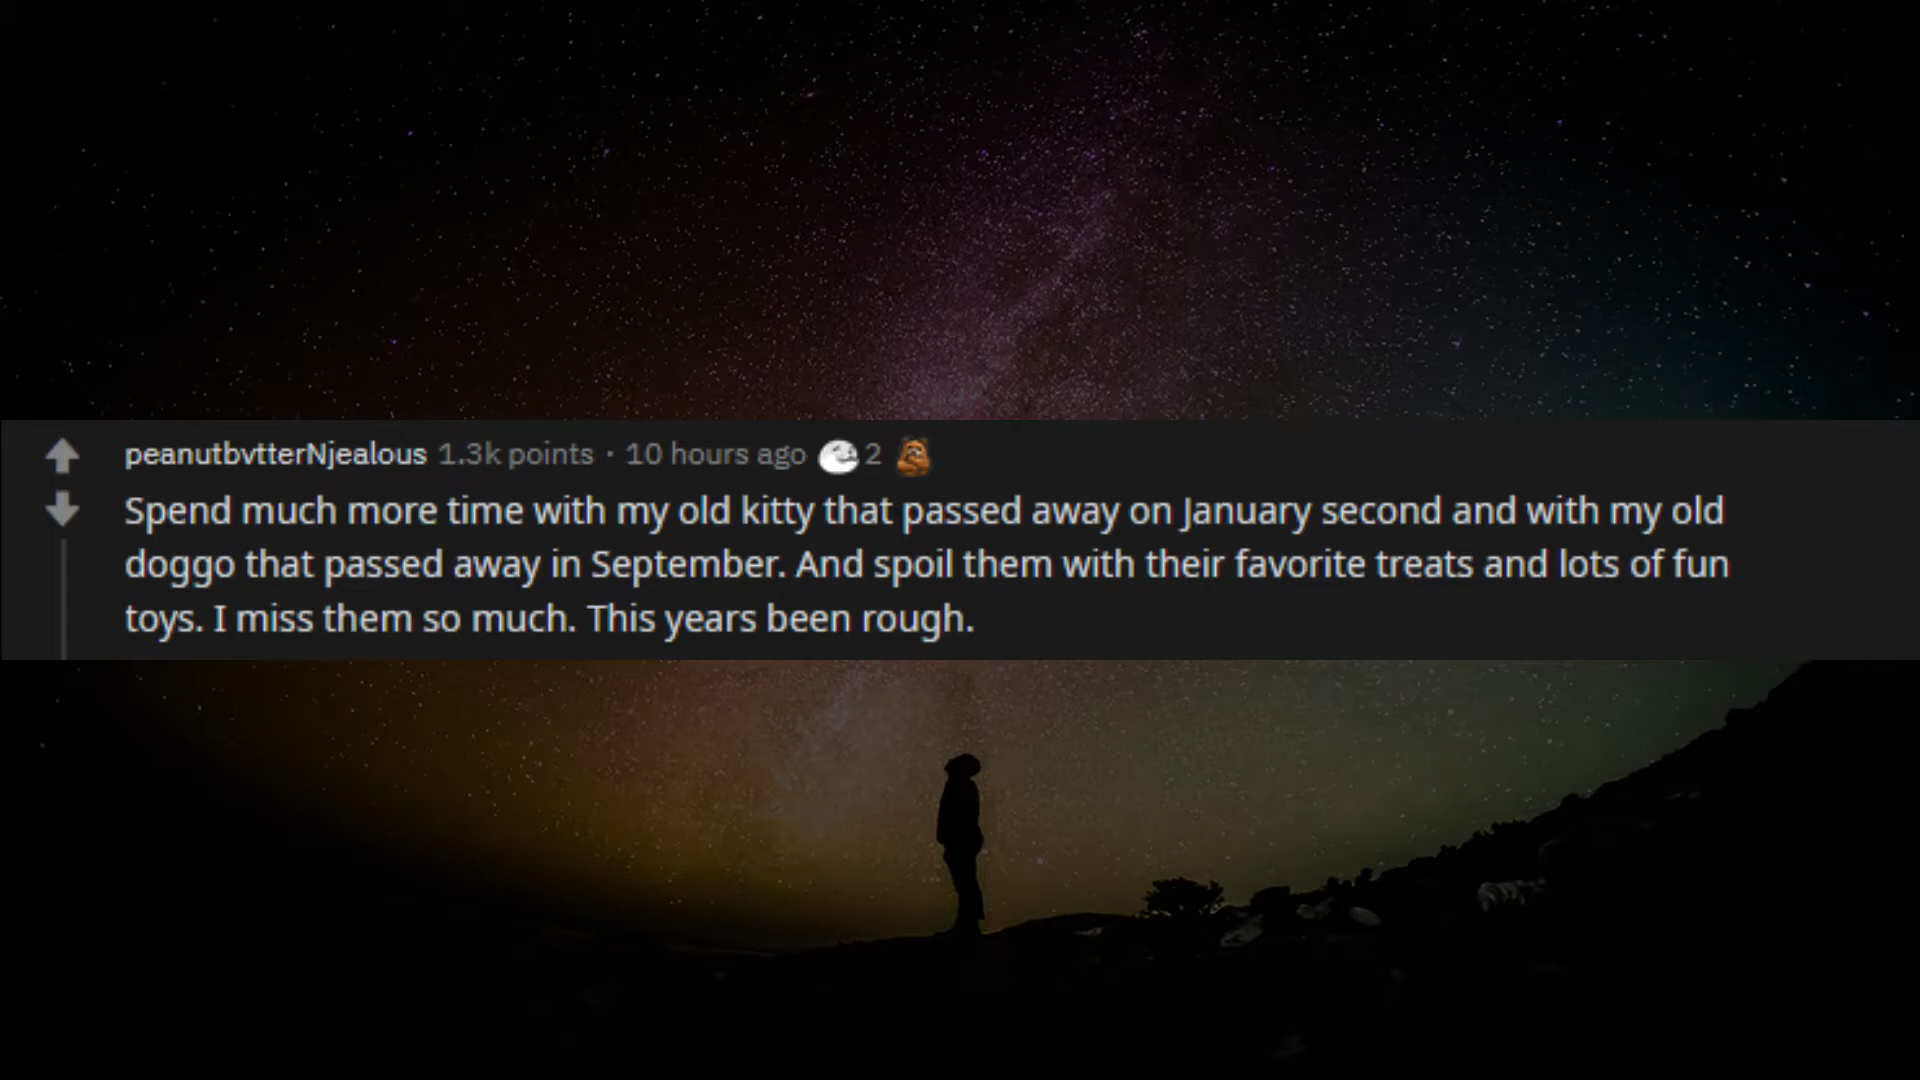 peanutbvtterNjealous 1.3k points · 10 hours ago 2
Spend much more time with my old kitty that passed away on January second and with my old
doggo that passed away in September. And spoil them with their favorite treats and lots of fun
toys. I miss them so much. This years been rough.